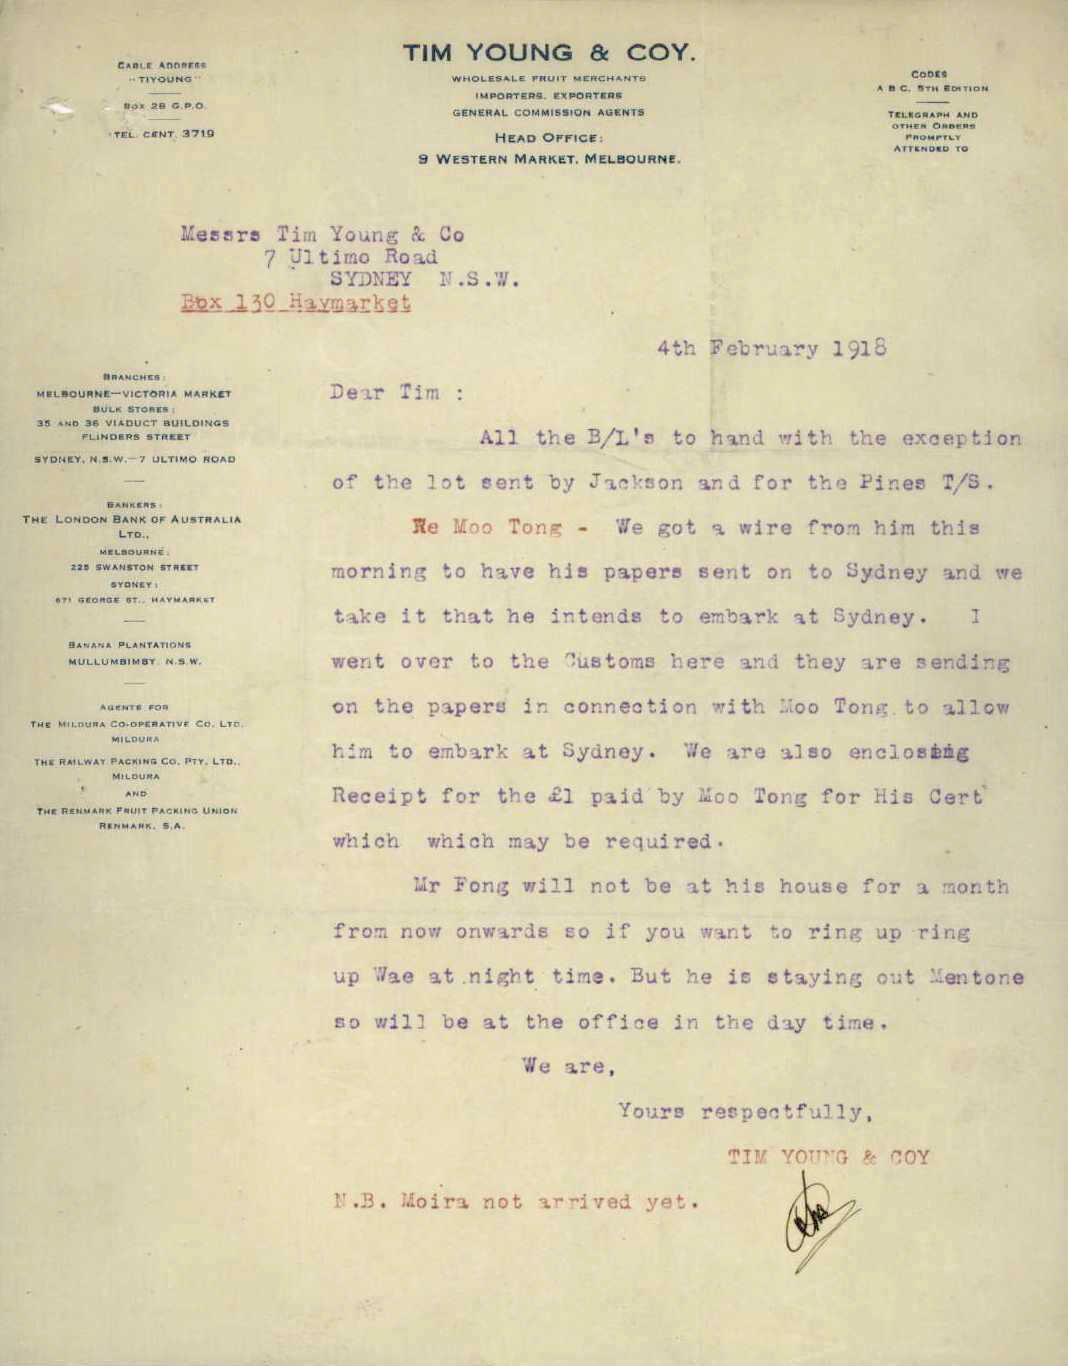 TIM YOUNG & COY.
WHOLESALE FRUIT MERCHANTS
IMPORTERS, EXPORTERS
GENERAL COMMISSION AGENTS
HEAD OFFICE:
9 WESTERN MARKET, MELBOURNE.
CABLE ADDRESS
"TIYOUNG"
BOX 28 G.P.O.
TEL. CENT. 3719
CODES
A B C, 5TH EDITION
TELEGRAPH AND
OTHER ORDERS
PROMPTLY
ATTENDED TO
Messrs Tim Young & Co
7 Ultimo Road
SYDNEY N.S.W.
Box 130 Haymarket
4th February 1918
BRANCHES:
MELBOURNE—VICTORIA MARKET
BULK STORES:
35 AND 36 VIADUCT BUILDINGS
FLINDERS STREET
SYDNEY, N.S.W.—7 ULTIMO ROAD
BANKERS:
THE LONDON BANK OF AUSTRALIA
LTD.,
MELBOURNE:
225 SWANSTON STREET
SYDNEY:
671 GEORGE ST., HAYMARKET
BANANA PLANTATIONS
MULLUMBIMBY, N.S.W.
AGENTS FOR
THE MILDURA CO-OPERATIVE CO. LTD.
MILDURA
THE RAILWAY PACKING CO. PTY. LTD.,
MILDURA
AND
THE RENMARK FRUIT PACKING UNION
RENMARK, S.A.
Dear Tim :
All the B/L's to hand with the exception
of the lot sent by Jackson and for the Pines T/S.
Re Moo Tong - We got a wire from him this
morning to have his papers sent on to Sydney and we
take it that he intends to embark at Sydney. I
went over to the Customs here and they are sending
on the papers in connection with Moo Tong to allow
him to embark at Sydney. We are also enclosing
Receipt for the £1 paid by Moo Tong for His Cert
which which may be required.
Mr Fong will not be at his house for a month
from now onwards so if you want to ring up ring
up Wae at night time. But he is staying out Mentone
so will be at the office in the day time.
We are,
Yours respectfully,
TIM YOUNG & COY
N.B. Moira not arrived yet.